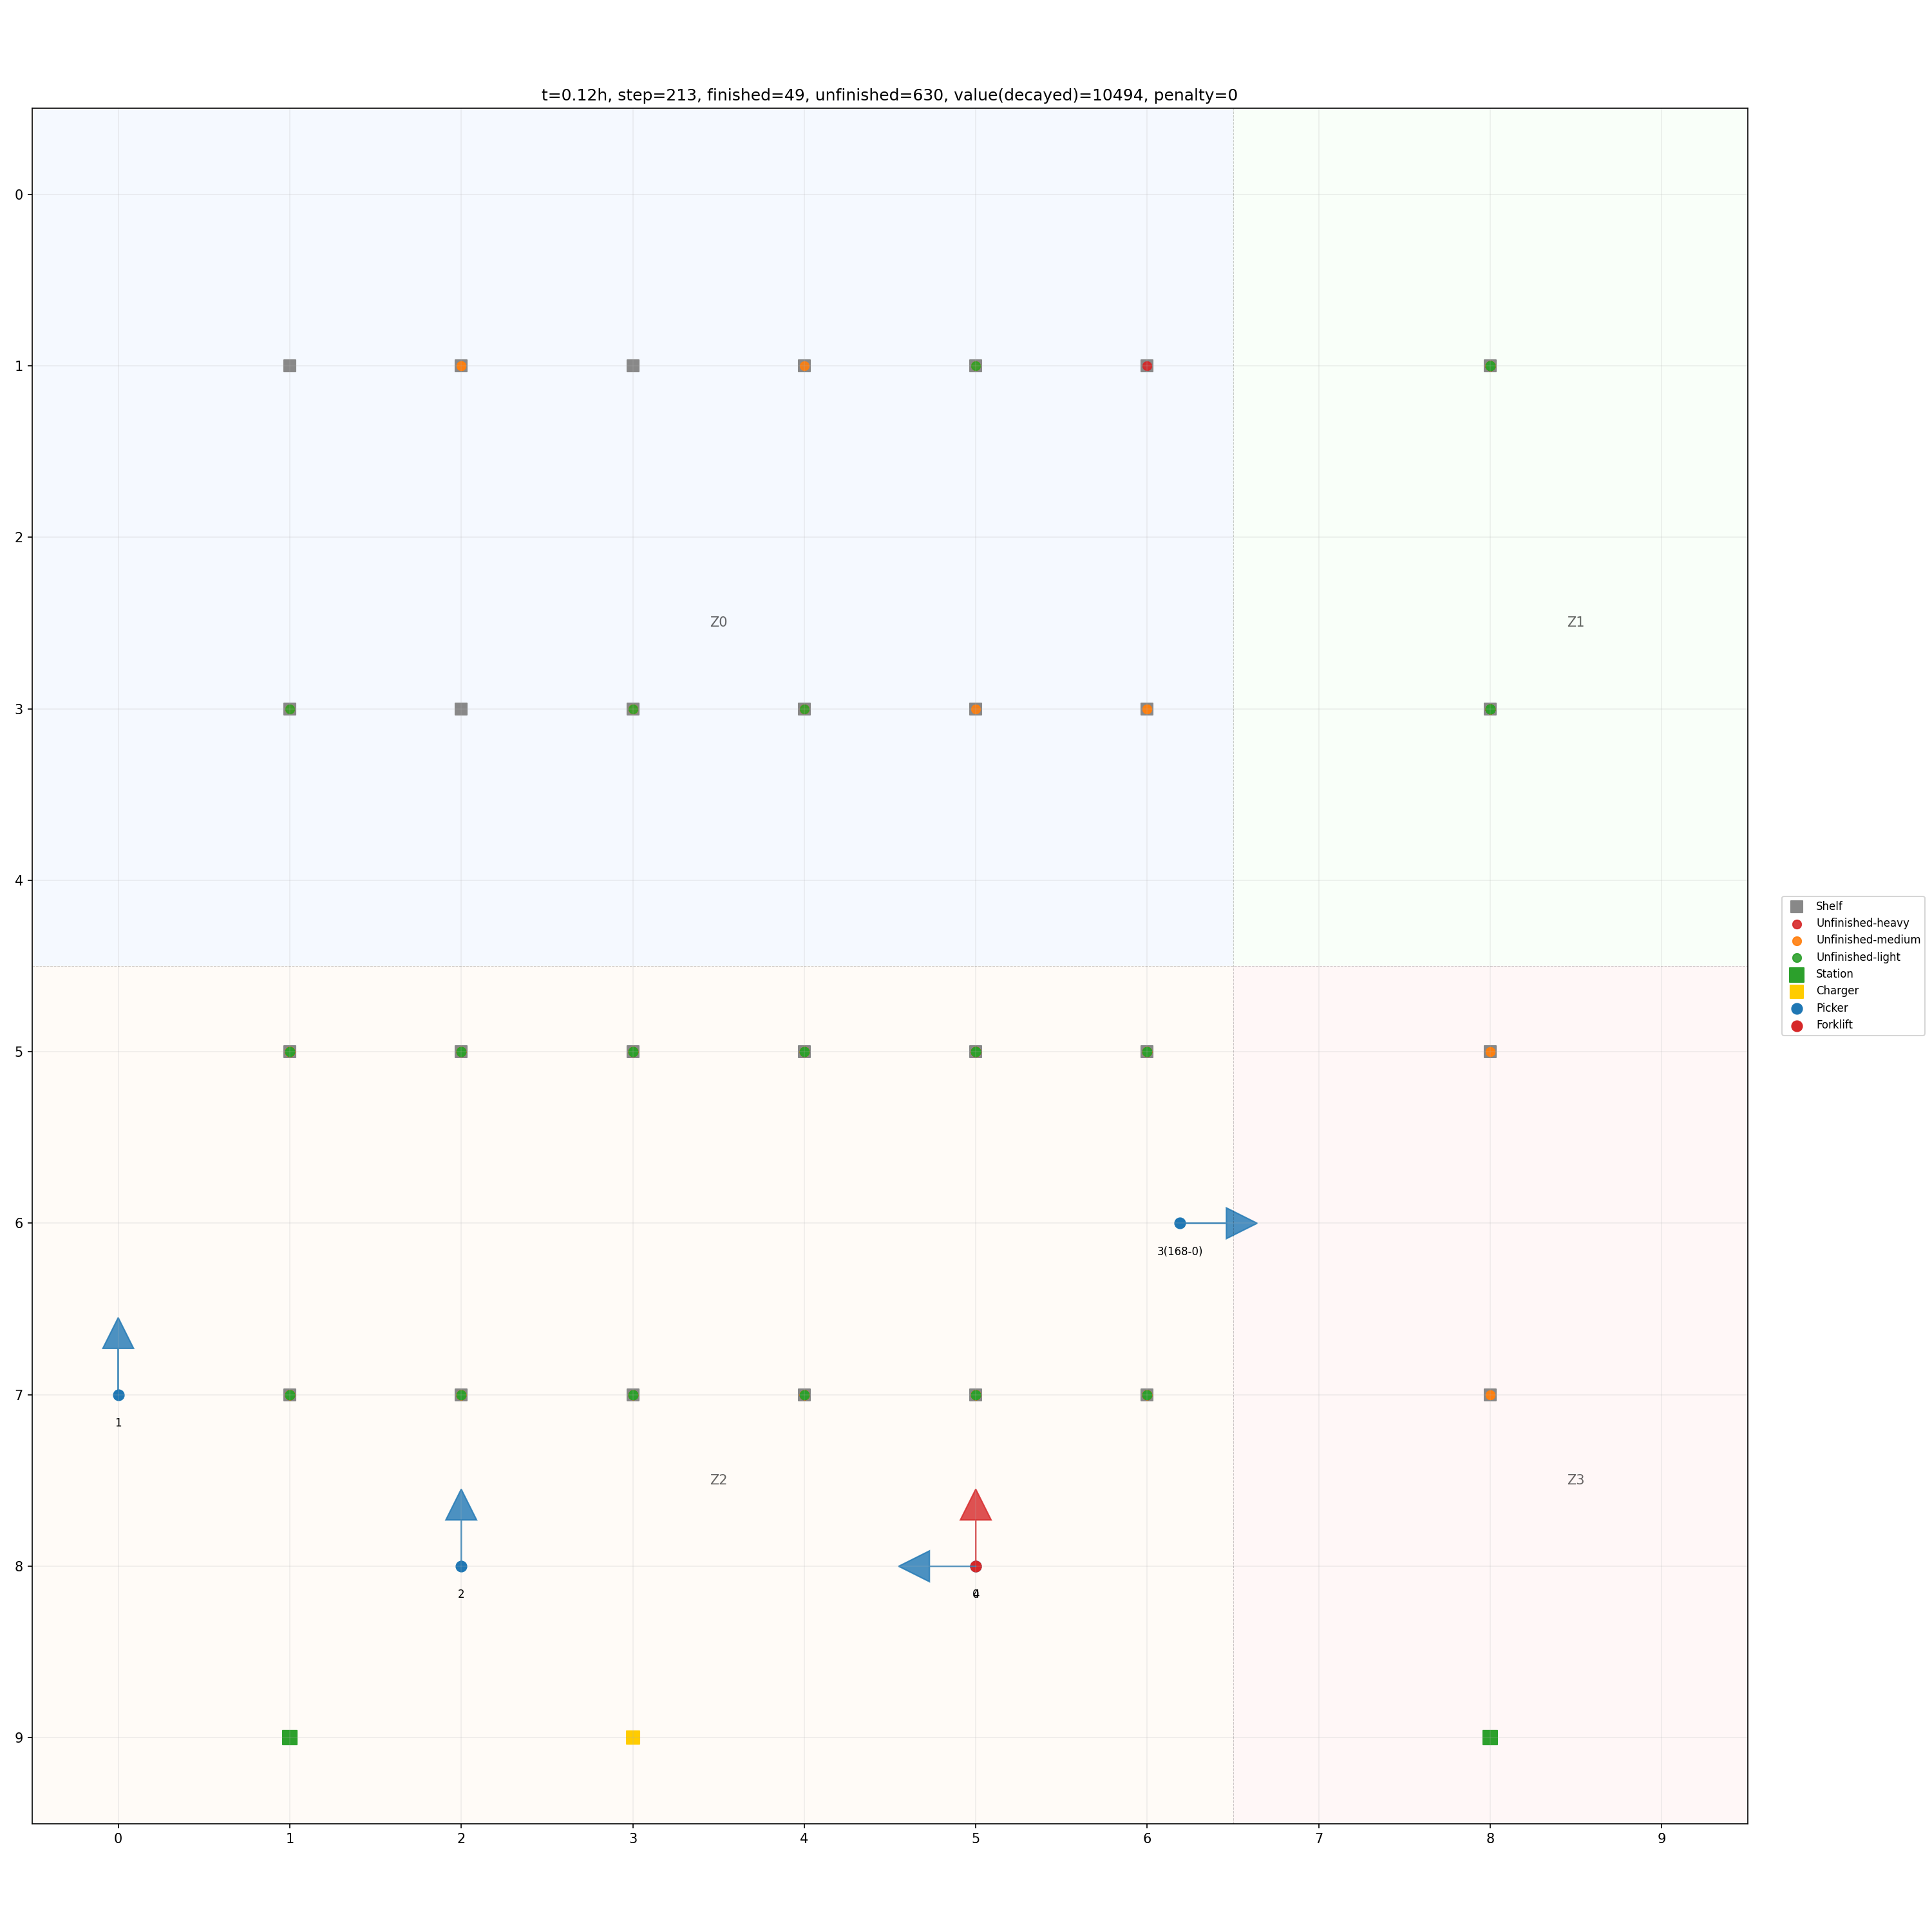 t=0.12h, step=213, finished=49, unfinished=630, value(decayed)=10494, penalty=0
0
1
2
Z0
Z1
3
4
Shelf
Unfinished-heavy
Unfinished-medium
Unfinished-light
Station
Charger
Picker
Forklift
5
6
3(168-0)
7
1
Z2
Z3
8
2
4
9
0 1 2 3 4 5 6 7 8 9